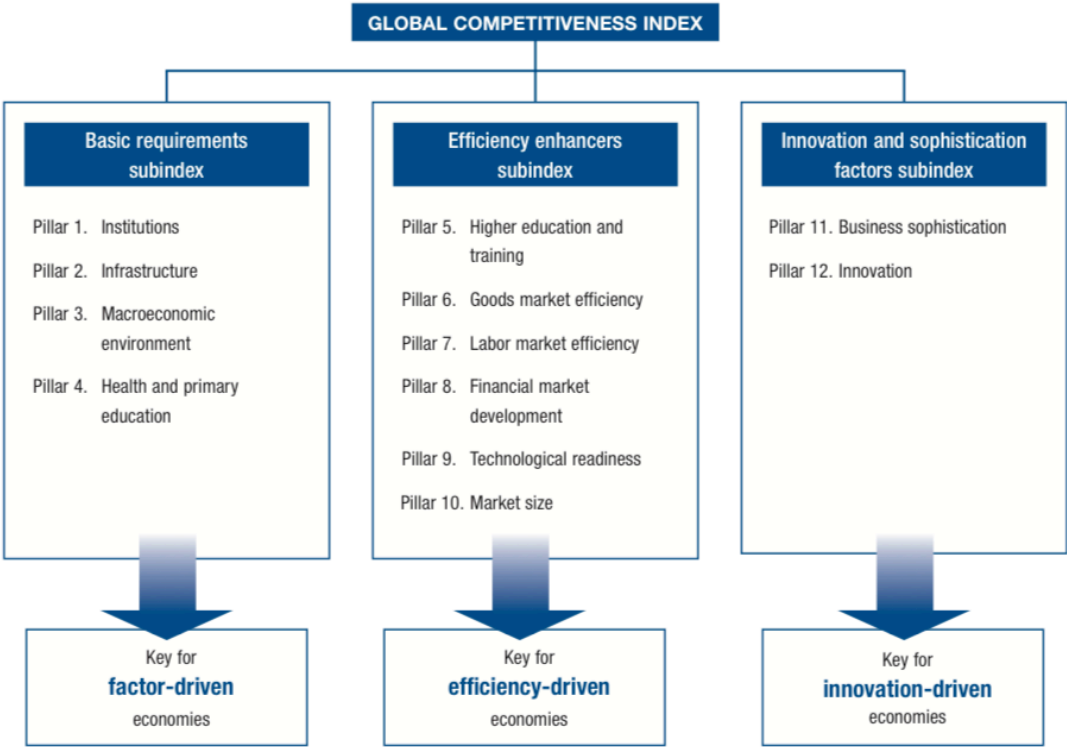 GLOBAL COMPETITIVENESS INDEX
Basic requirements
subindex
Pillar 1. Institutions
Pillar 2. Infrastructure
Pillar 3. Macroeconomic
environment
Pillar 4. Health and primary
education
Key for
factor-driven
economies
Efficiency enhancers
subindex
Pillar 5. Higher education and
training
Pillar 6. Goods market efficiency
Pillar 7. Labor market efficiency
Pillar 8. Financial market
development
Pillar 9. Technological readiness
Pillar 10. Market size
Key for
efficiency-driven
economies
Innovation and sophistication
factors subindex
Pillar 11. Business sophistication
Pillar 12. Innovation
Key for
innovation-driven
economies